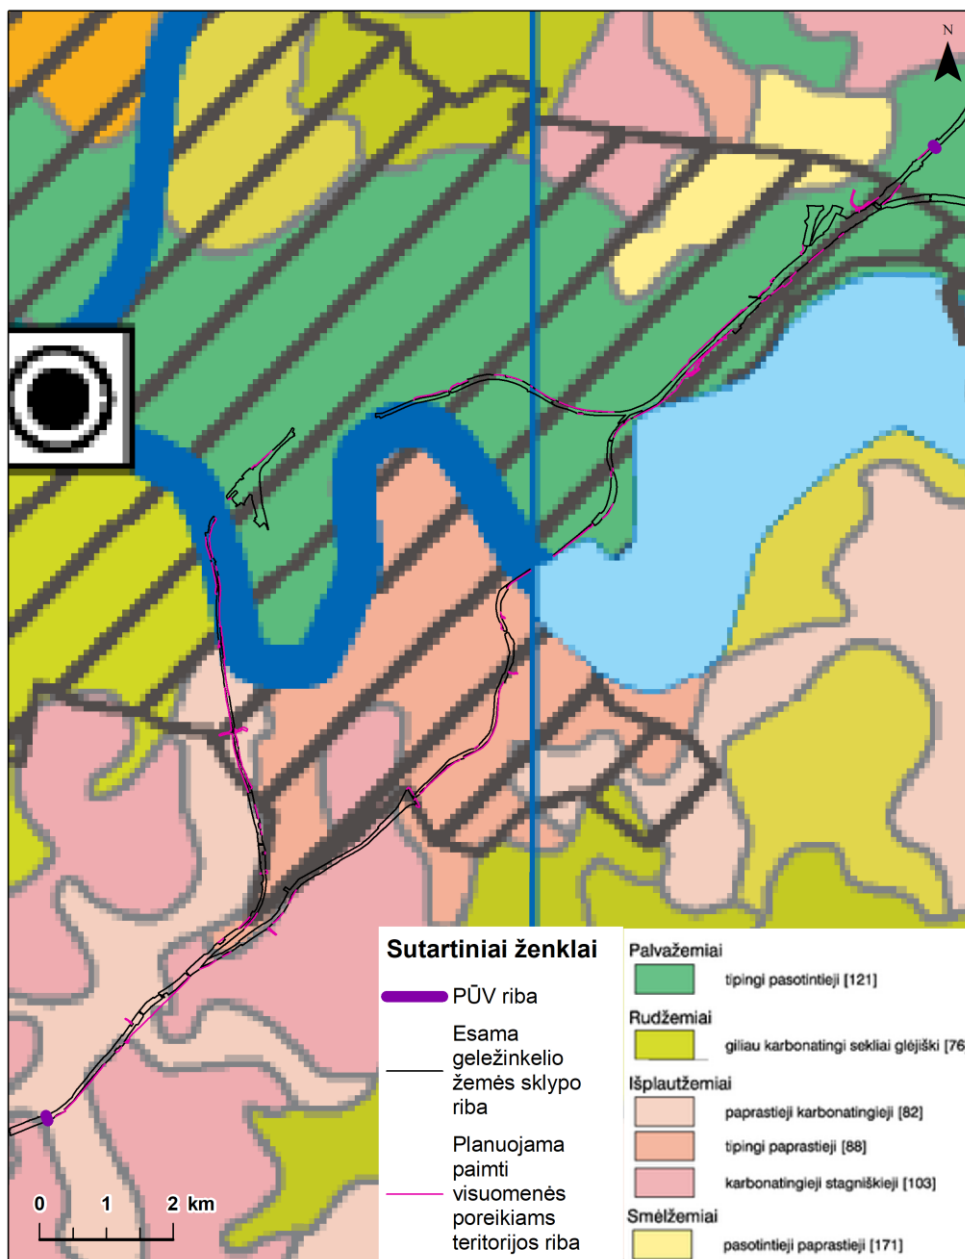 N
Sutartiniai ženklai
PŪV riba
Esama
geležinkelio
žemės sklypo
riba
Planuojama
paimti
visuomenės
poreikiams
teritorijos riba
Palvažemiai
tipingi pasotintieji [121]
Rudžemiai
giliau karbonatingi sekliai glėjiški [76
Išplautžemiai
paprastieji karbonatingieji [82]
tipingi paprastieji [88]
karbonatingieji stagniškieji [103]
Smėlžemiai
pasotintieji paprastieji [171]
0 1 2 km